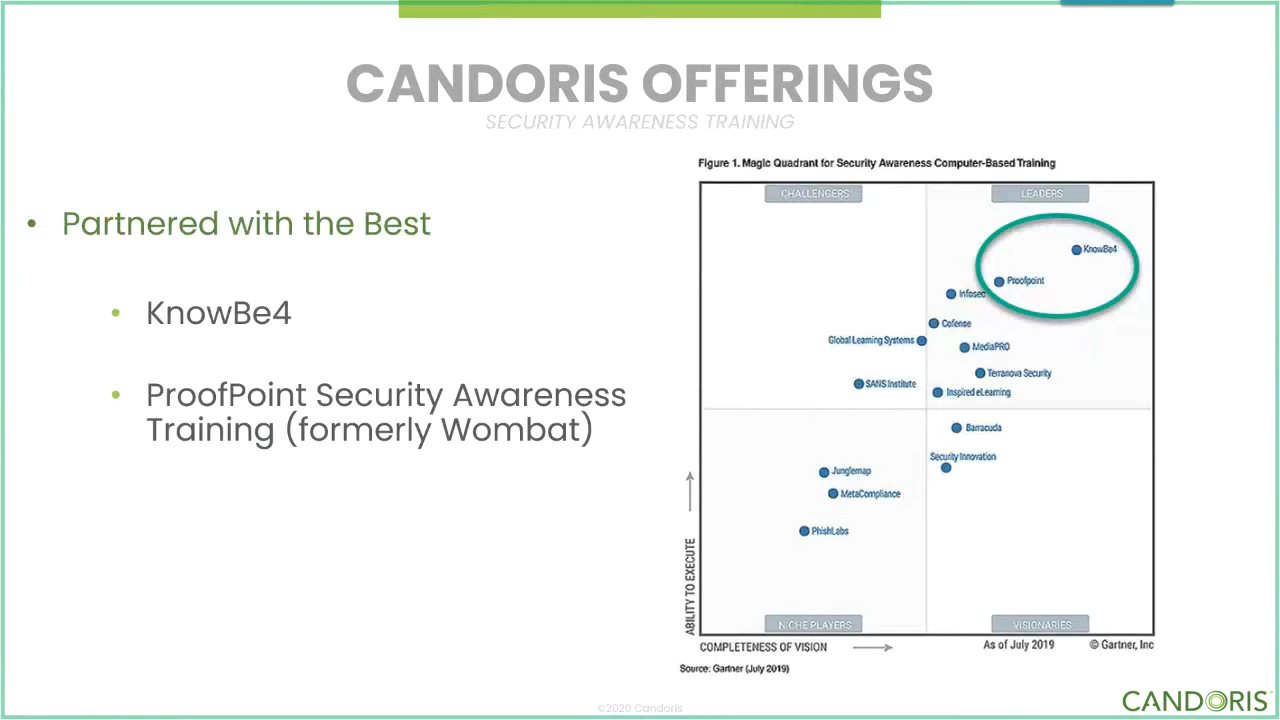 CANDORIS OFFERINGS
SECURITY AWARENESS TRAINING
• Partnered with the Best
• KnowBe4
• ProofPoint Security Awareness
Training (formerly Wombat)
Figure 1. Magic Quadrant for Security Awareness Computer-Based Training
CHALLENGERS
LEADERS
KnowBe4
Proofpoint
Infosec
Cofense
Global Learning Systems
MediaPRO
Terranova Security
SANS Institute
Inspired eLearning
Barracuda
Security Innovation
Junglemap
MetaCompliance
PhishLabs
ABILITY TO EXECUTE
NICHE PLAYERS
VISIONARIES
COMPLETENESS OF VISION
As of July 2019
© Gartner, Inc
Source: Gartner (July 2019)
©2020 Candoris
CANDORIS